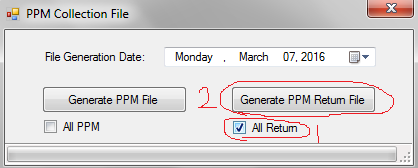 PPM Collection File
File Generation Date: Monday , March 07, 2016
Generate PPM File 2 Generate PPM Return File
All PPM All Return 1